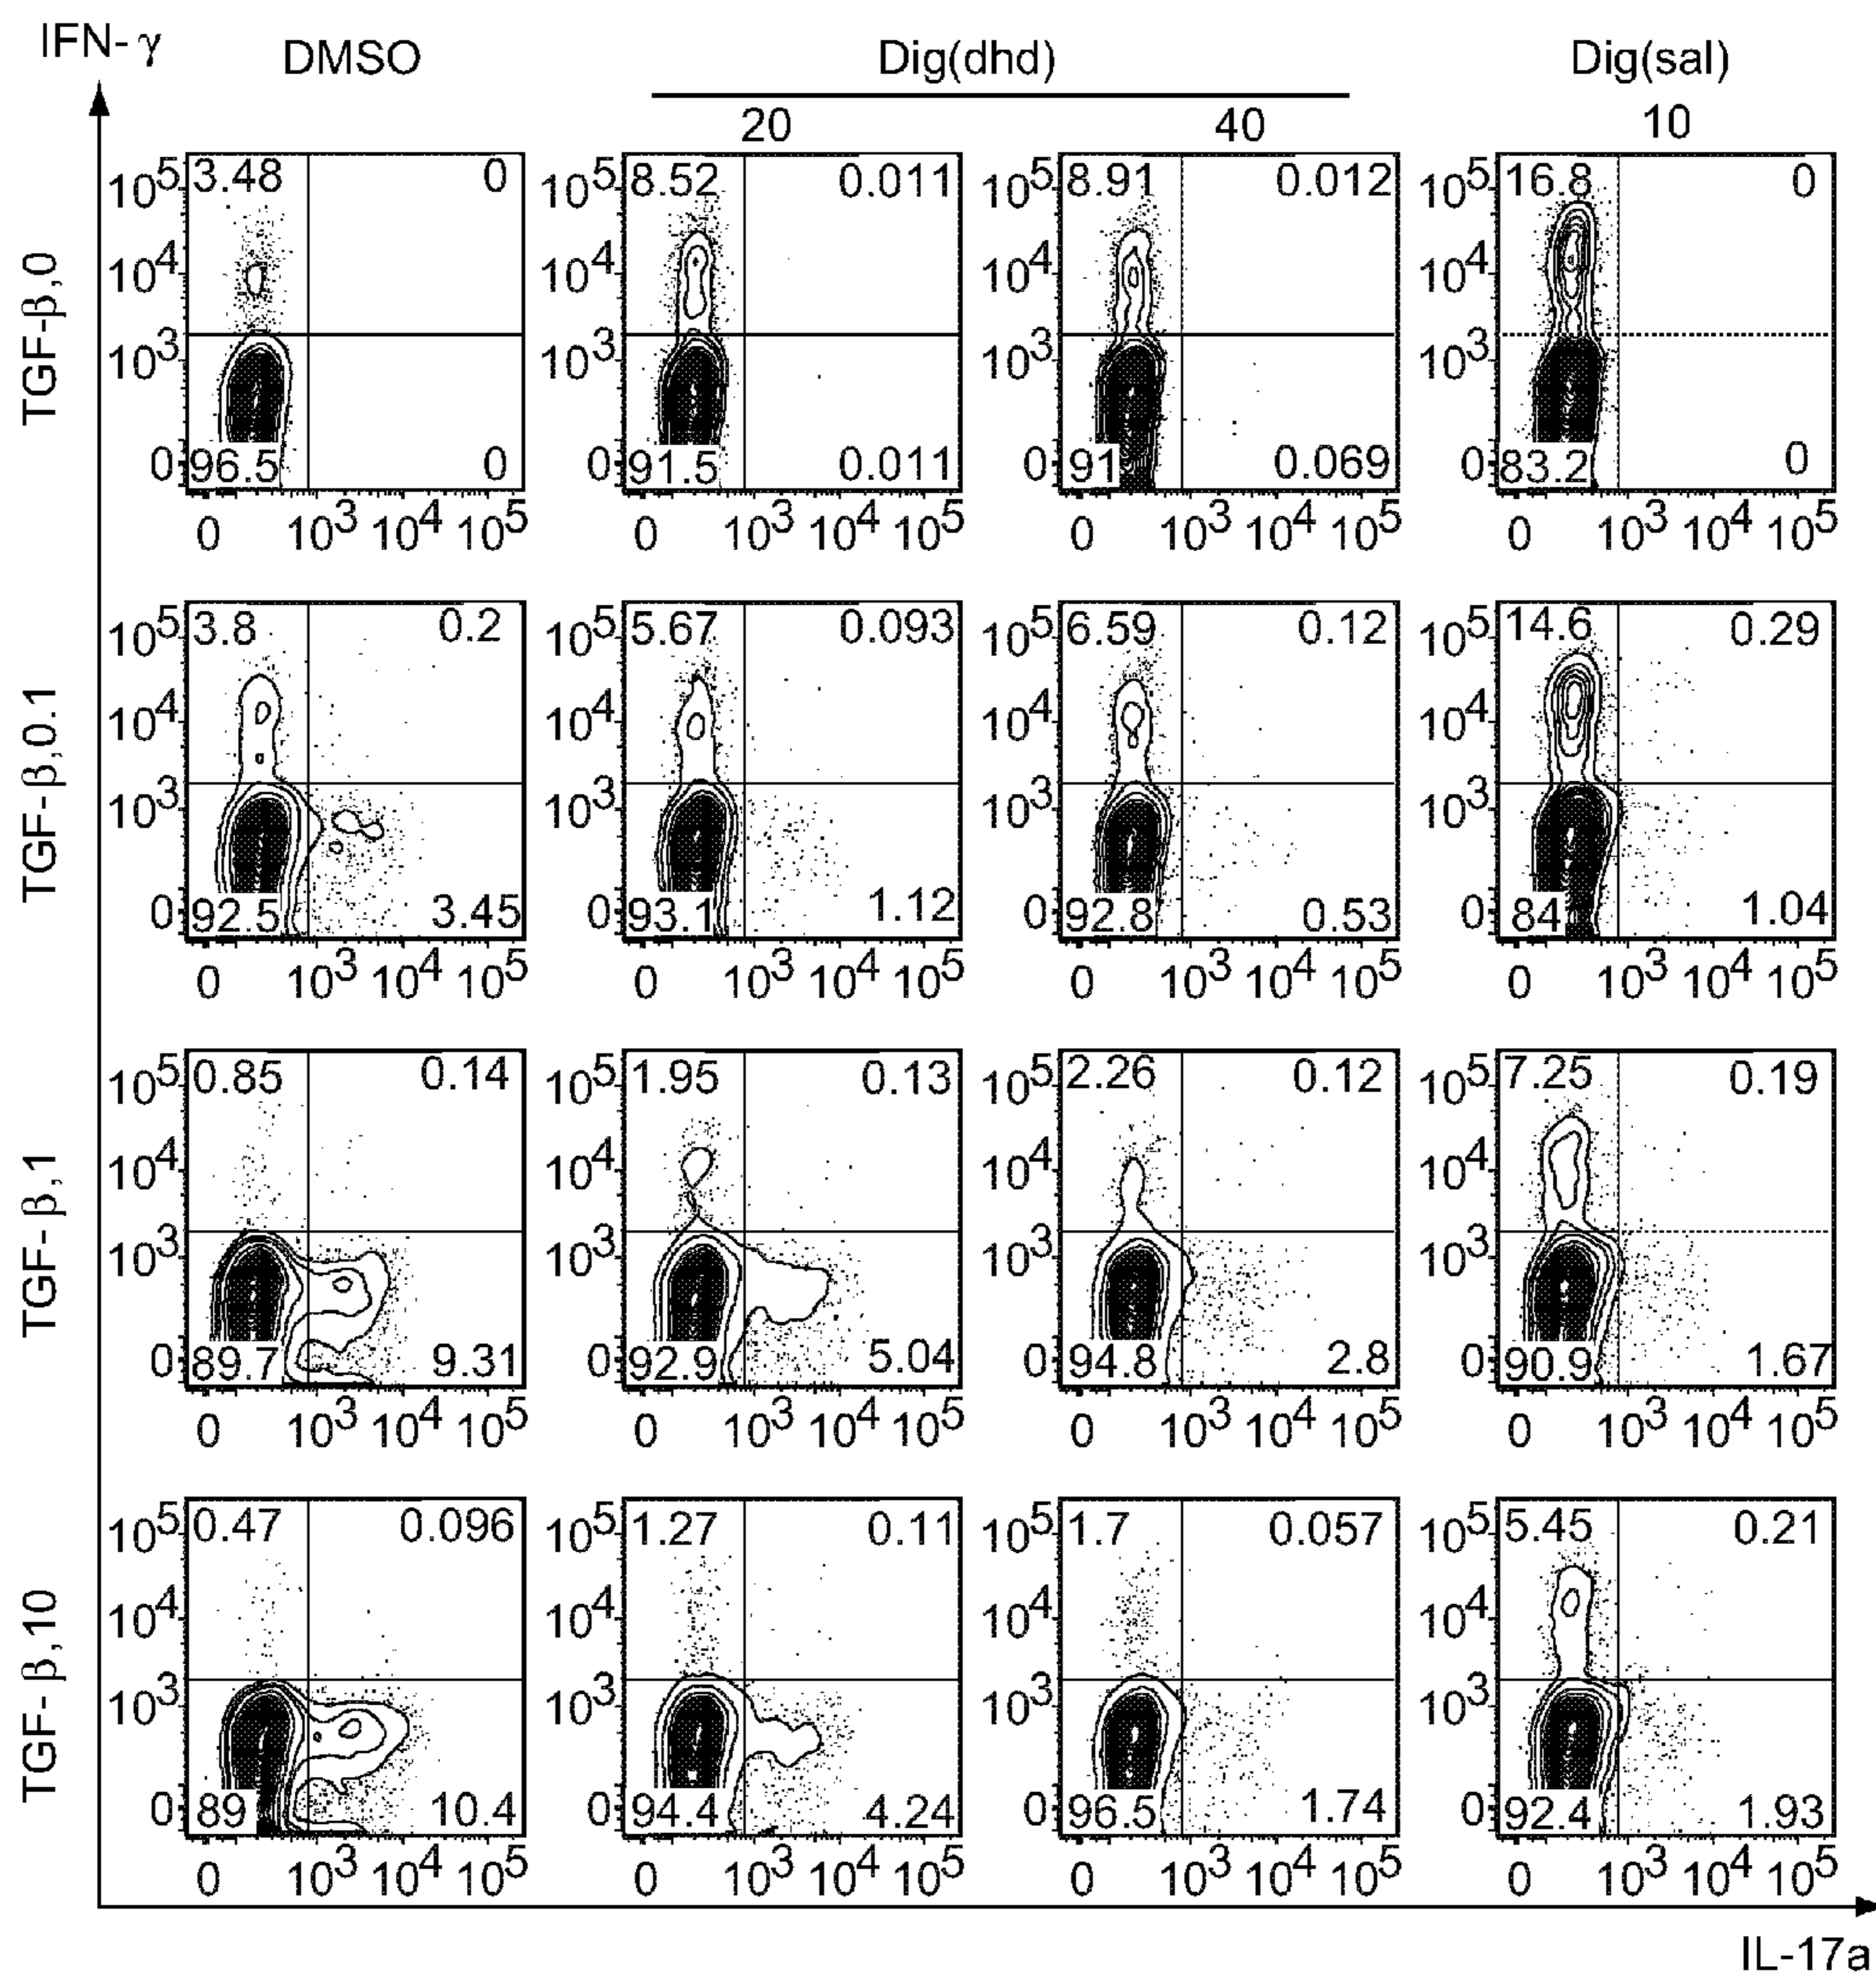 IFN- γ
DMSO Dig(dhd) Dig(sal)
20 40 10
TGF-β,0
10⁵ 3.48 0 10⁵ 8.52 0.011 10⁵ 8.91 0.012 10⁵ 16.8 0
10⁴ 10⁴ 10⁴ 10⁴
10³ 10³ 10³ 10³
0 96.5 0 0 91.5 0.011 0 91 0.069 0 83.2 0
0 10³ 10⁴ 10⁵ 0 10³ 10⁴ 10⁵ 0 10³ 10⁴ 10⁵ 0 10³ 10⁴ 10⁵
TGF-β,0.1
10⁵ 3.8 0.2 10⁵ 5.67 0.093 10⁵ 6.59 0.12 10⁵ 14.6 0.29
10⁴ 10⁴ 10⁴ 10⁴
10³ 10³ 10³ 10³
0 92.5 3.45 0 93.1 1.12 0 92.8 0.53 0 84 1.04
0 10³ 10⁴ 10⁵ 0 10³ 10⁴ 10⁵ 0 10³ 10⁴ 10⁵ 0 10³ 10⁴ 10⁵
TGF- β,1
10⁵ 0.85 0.14 10⁵ 1.95 0.13 10⁵ 2.26 0.12 10⁵ 7.25 0.19
10⁴ 10⁴ 10⁴ 10⁴
10³ 10³ 10³ 10³
0 89.7 9.31 0 92.9 5.04 0 94.8 2.8 0 90.9 1.67
0 10³ 10⁴ 10⁵ 0 10³ 10⁴ 10⁵ 0 10³ 10⁴ 10⁵ 0 10³ 10⁴ 10⁵
TGF- β,10
10⁵ 0.47 0.096 10⁵ 1.27 0.11 10⁵ 1.7 0.057 10⁵ 5.45 0.21
10⁴ 10⁴ 10⁴ 10⁴
10³ 10³ 10³ 10³
0 89 10.4 0 94.4 4.24 0 96.5 1.74 0 92.4 1.93
0 10³ 10⁴ 10⁵ 0 10³ 10⁴ 10⁵ 0 10³ 10⁴ 10⁵ 0 10³ 10⁴ 10⁵
IL-17a